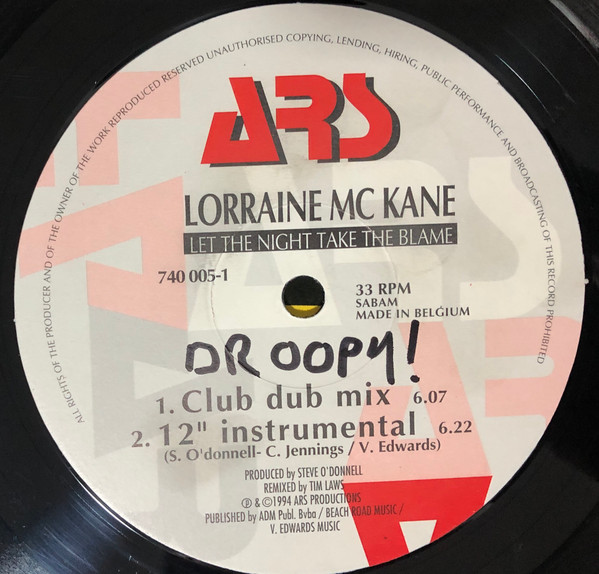 ALL RIGHTS OF THE PRODUCER AND OF THE OWNER OF THE WORK REPRODUCED RESERVED UNAUTHORISED COPYING, LENDING, HIRING, PUBLIC PERFORMANCE AND BROADCASTING OF THIS RECORD PROHIBITED
ARS
LORRAINE MC KANE
LET THE NIGHT TAKE THE BLAME
740 005-1
33 RPM
SABAM
MADE IN BELGIUM
DROOPY!
1. Club dub mix 6.07
2. 12" instrumental 6.22
(S. O'donnell- C. Jennings / V. Edwards)
PRODUCED by STEVE O'DONNELL
REMIXED by TIM LAWS
℗ & ©1994 ARS PRODUCTIONS
PUBLISHED by ADM Publ. Bvba / BEACH ROAD MUSIC /
V. EDWARDS MUSIC